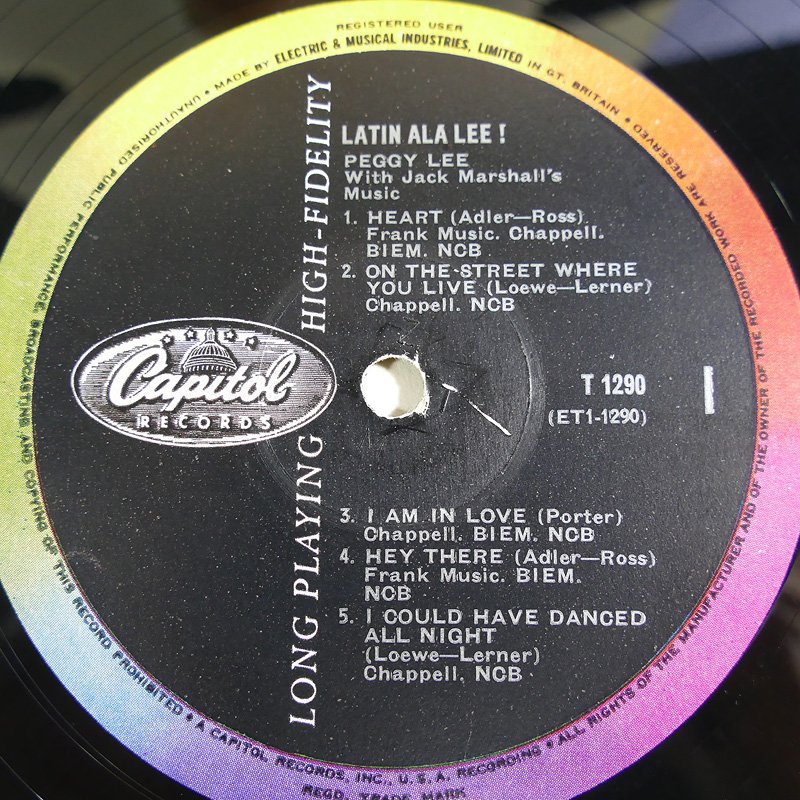 REGISTERED USER
UNAUTHORISED PUBLIC PERFORMANCE, BROADCASTING AND COPYING OF THIS RECORD PROHIBITED • MADE BY ELECTRIC & MUSICAL INDUSTRIES, LIMITED IN GT. BRITAIN • ALL RIGHTS OF THE MANUFACTURER AND OF THE OWNER OF THE RECORDED WORK ARE RESERVED
LONG PLAYING HIGH-FIDELITY
LATIN ALA LEE !
PEGGY LEE
With Jack Marshall's
Music
1. HEART (Adler—Ross)
Frank Music. Chappell.
BIEM. NCB
2. ON THE STREET WHERE
YOU LIVE (Loewe—Lerner)
Chappell. NCB
Capitol
RECORDS
T 1290
(ET1-1290)
1
3. I AM IN LOVE (Porter)
Chappell. BIEM. NCB
4. HEY THERE (Adler—Ross)
Frank Music. BIEM.
NCB
5. I COULD HAVE DANCED
ALL NIGHT
(Loewe—Lerner)
Chappell. NCB
• A CAPITOL RECORDS, INC., U.S.A. RECORDING •
REGD. TRADE MARK